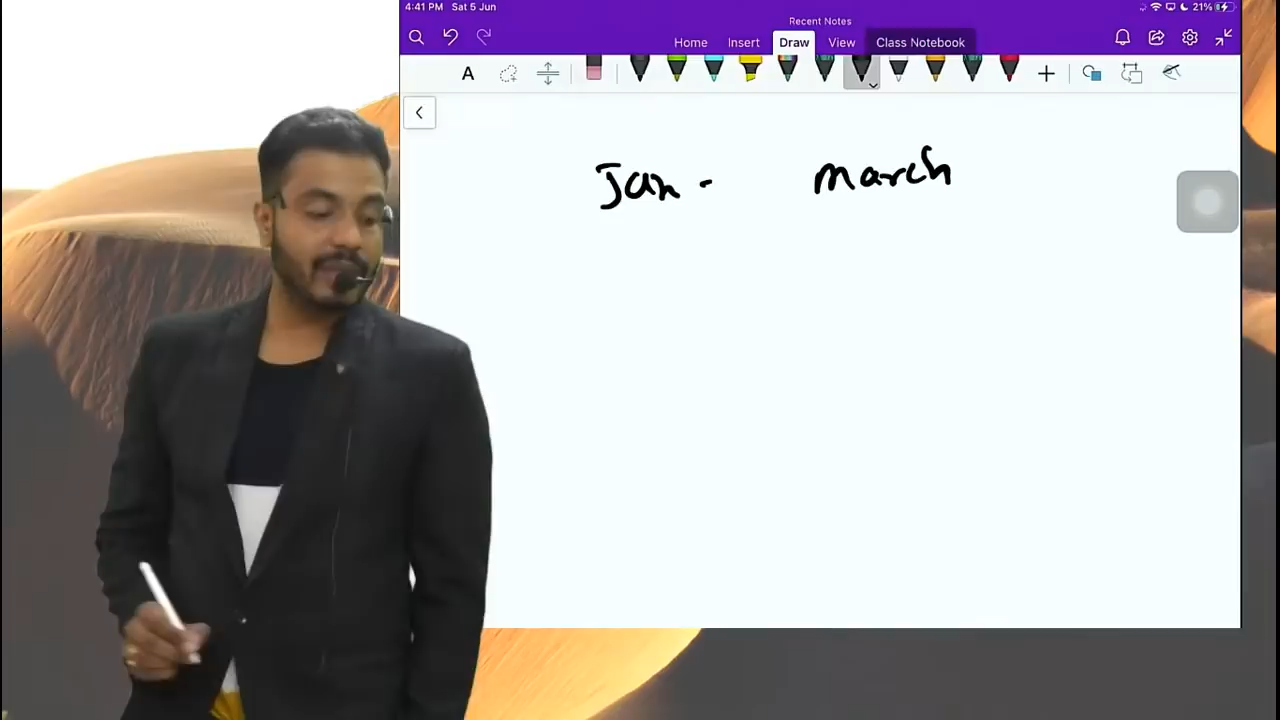 4:41 PM Sat 5 Jun 21%
Recent Notes
Home Insert Draw View Class Notebook
A
Jan - March